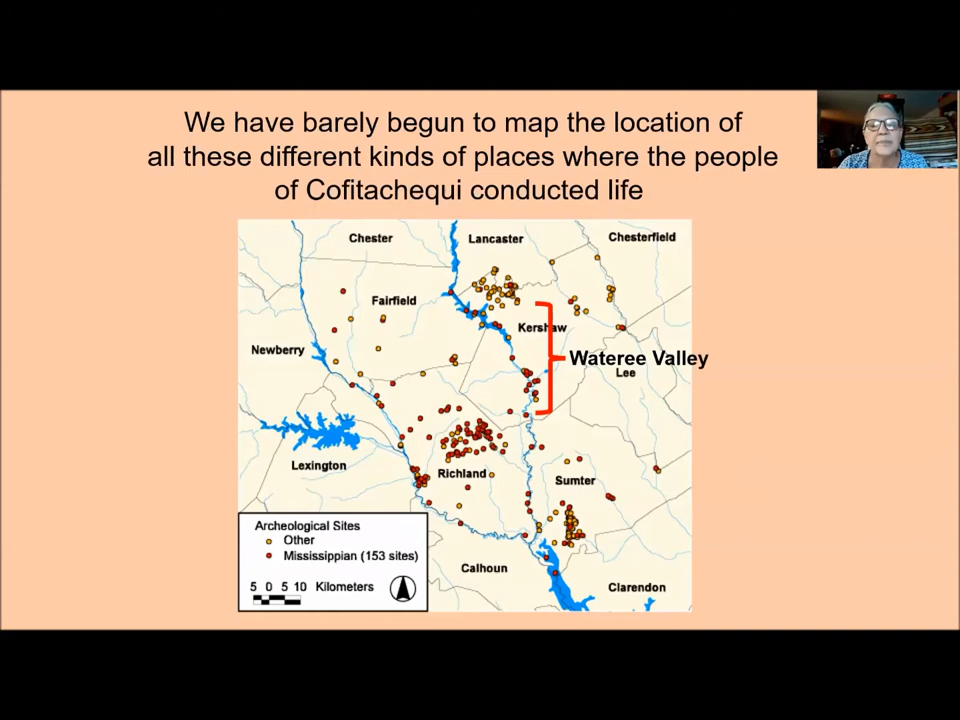 We have barely begun to map the location of
all these different kinds of places where the people
of Cofitachequi conducted life
Chester
Lancaster
Chesterfield
Fairfield
Kershaw
Newberry
Wateree Valley
Lee
Lexington
Richland
Sumter
Archeological Sites
Other
Mississippian (153 sites)
5 0 5 10 Kilometers
Calhoun
Clarendon